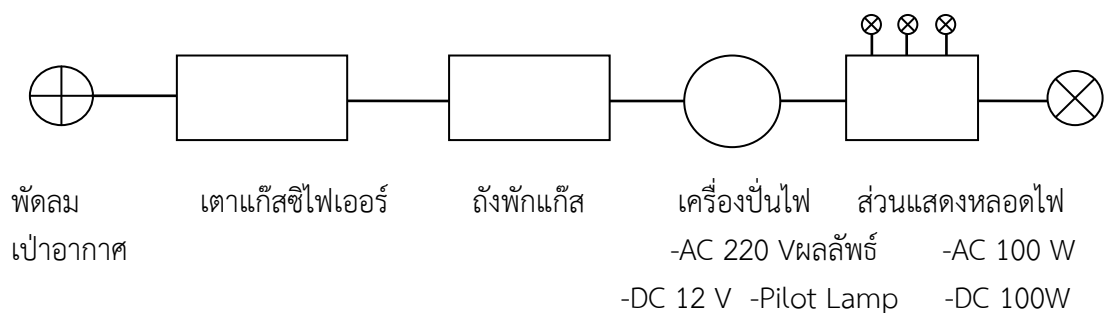 พัดลม เตาแก๊สซิไฟเออร์ ถังพักแก๊ส เครื่องปั่นไฟ ส่วนแสดงหลอดไฟ
เป่าอากาศ -AC 220 Vผลลัพธ์ -AC 100 W
-DC 12 V -Pilot Lamp -DC 100W